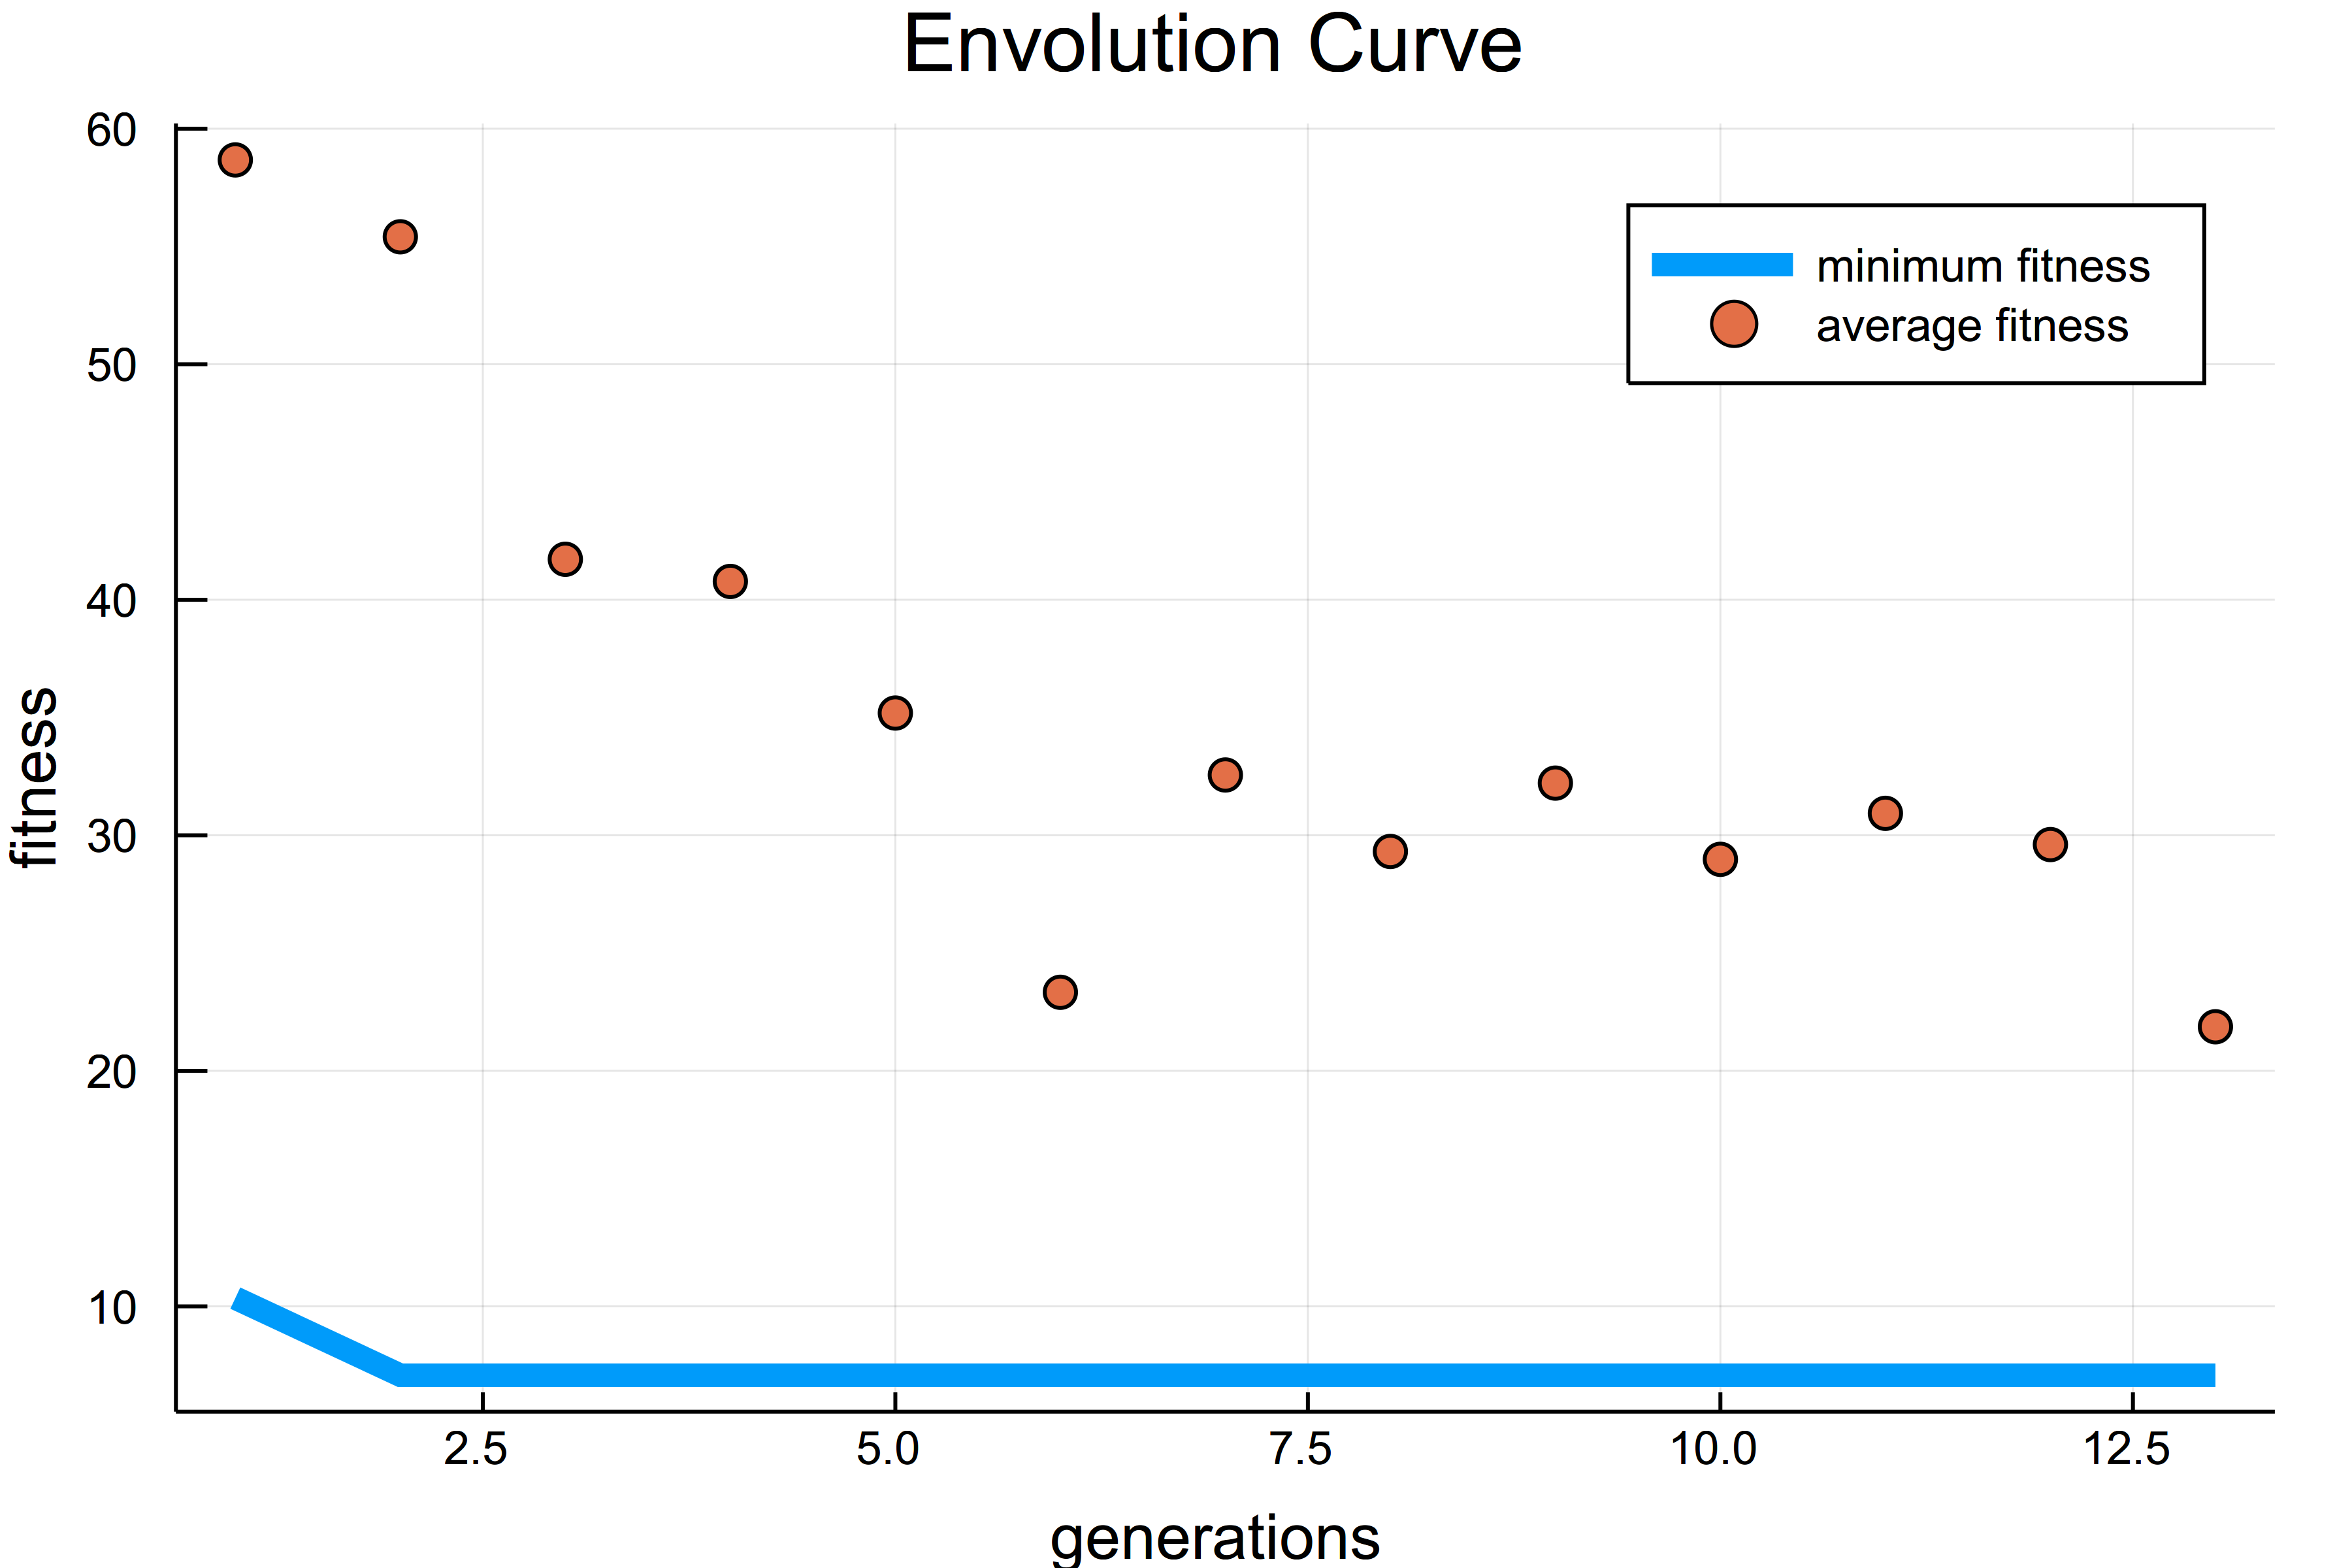 Envolution Curve
60
50
40
30
20
10
fitness
minimum fitness
average fitness
2.5 5.0 7.5 10.0 12.5
generations